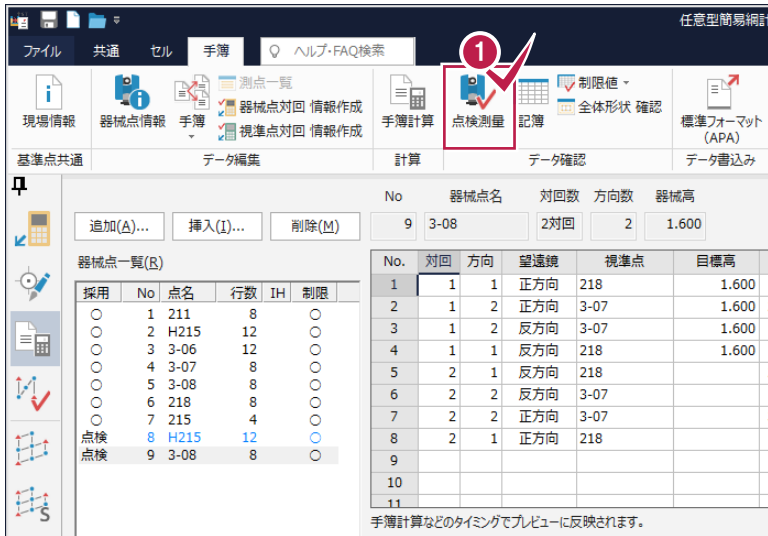 任意型簡易網計
ファイル 共通 セル 手簿 ヘルプ・FAQ検索
1
現場情報 器械点情報 手簿 測点一覧 器械点対回 情報作成 視準点対回 情報作成 手簿計算 点検測量 記簿 制限値 全体形状 確認 標準フォーマット (APA)
基準点共通 データ編集 計算 データ確認 データ書込み
No 器械点名 対回数 方向数 器械高
追加(A)... 挿入(I)... 削除(M) 9 3-08 2対回 2 1.600
器械点一覧(R)
採用 No 点名 行数 IH 制限
○ 1 211 8 ○
○ 2 H215 12 ○
○ 3 3-06 12 ○
○ 4 3-07 8 ○
○ 5 3-08 8 ○
○ 6 218 8 ○
○ 7 215 4 ○
点検 8 H215 12 ○
点検 9 3-08 8 ○
No. 対回 方向 望遠鏡 視準点 目標高
1 1 1 正方向 218 1.600
2 1 2 正方向 3-07 1.600
3 1 2 反方向 3-07 1.600
4 1 1 反方向 218 1.600
5 2 1 反方向 218
6 2 2 反方向 3-07
7 2 2 正方向 3-07
8 2 1 正方向 218
9
10
11
手簿計算などのタイミングでプレビューに反映されます。
S